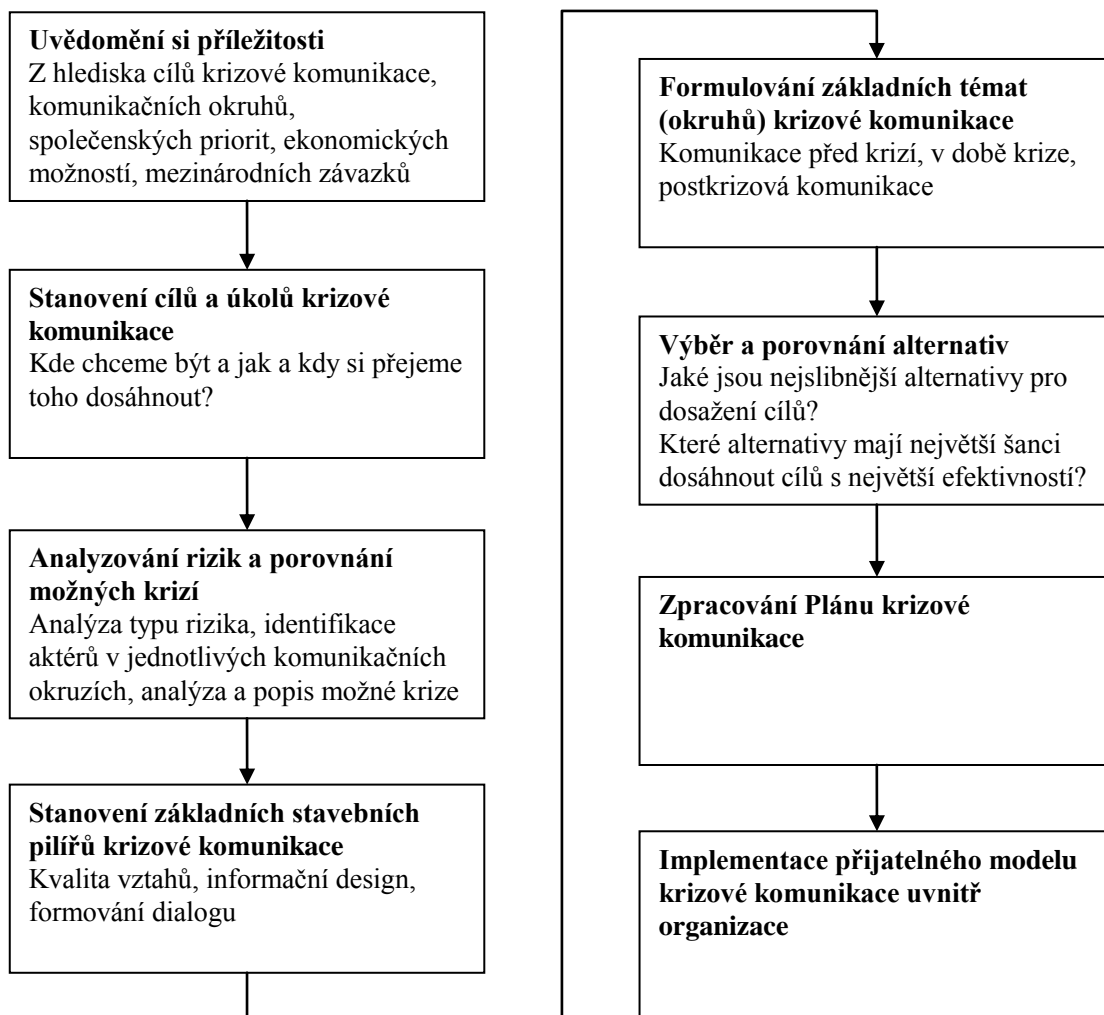 Uvědomění si příležitosti
Z hlediska cílů krizové komunikace,
komunikačních okruhů,
společenských priorit, ekonomických
možností, mezinárodních závazků
Stanovení cílů a úkolů krizové
komunikace
Kde chceme být a jak a kdy si přejeme
toho dosáhnout?
Analyzování rizik a porovnání
možných krizí
Analýza typu rizika, identifikace
aktérů v jednotlivých komunikačních
okruzích, analýza a popis možné krize
Stanovení základních stavebních
pilířů krizové komunikace
Kvalita vztahů, informační design,
formování dialogu
Formulování základních témat
(okruhů) krizové komunikace
Komunikace před krizí, v době krize,
postkrizová komunikace
Výběr a porovnání alternativ
Jaké jsou nejslibnější alternativy pro
dosažení cílů?
Které alternativy mají největší šanci
dosáhnout cílů s největší efektivností?
Zpracování Plánu krizové
komunikace
Implementace přijatelného modelu
krizové komunikace uvnitř
organizace